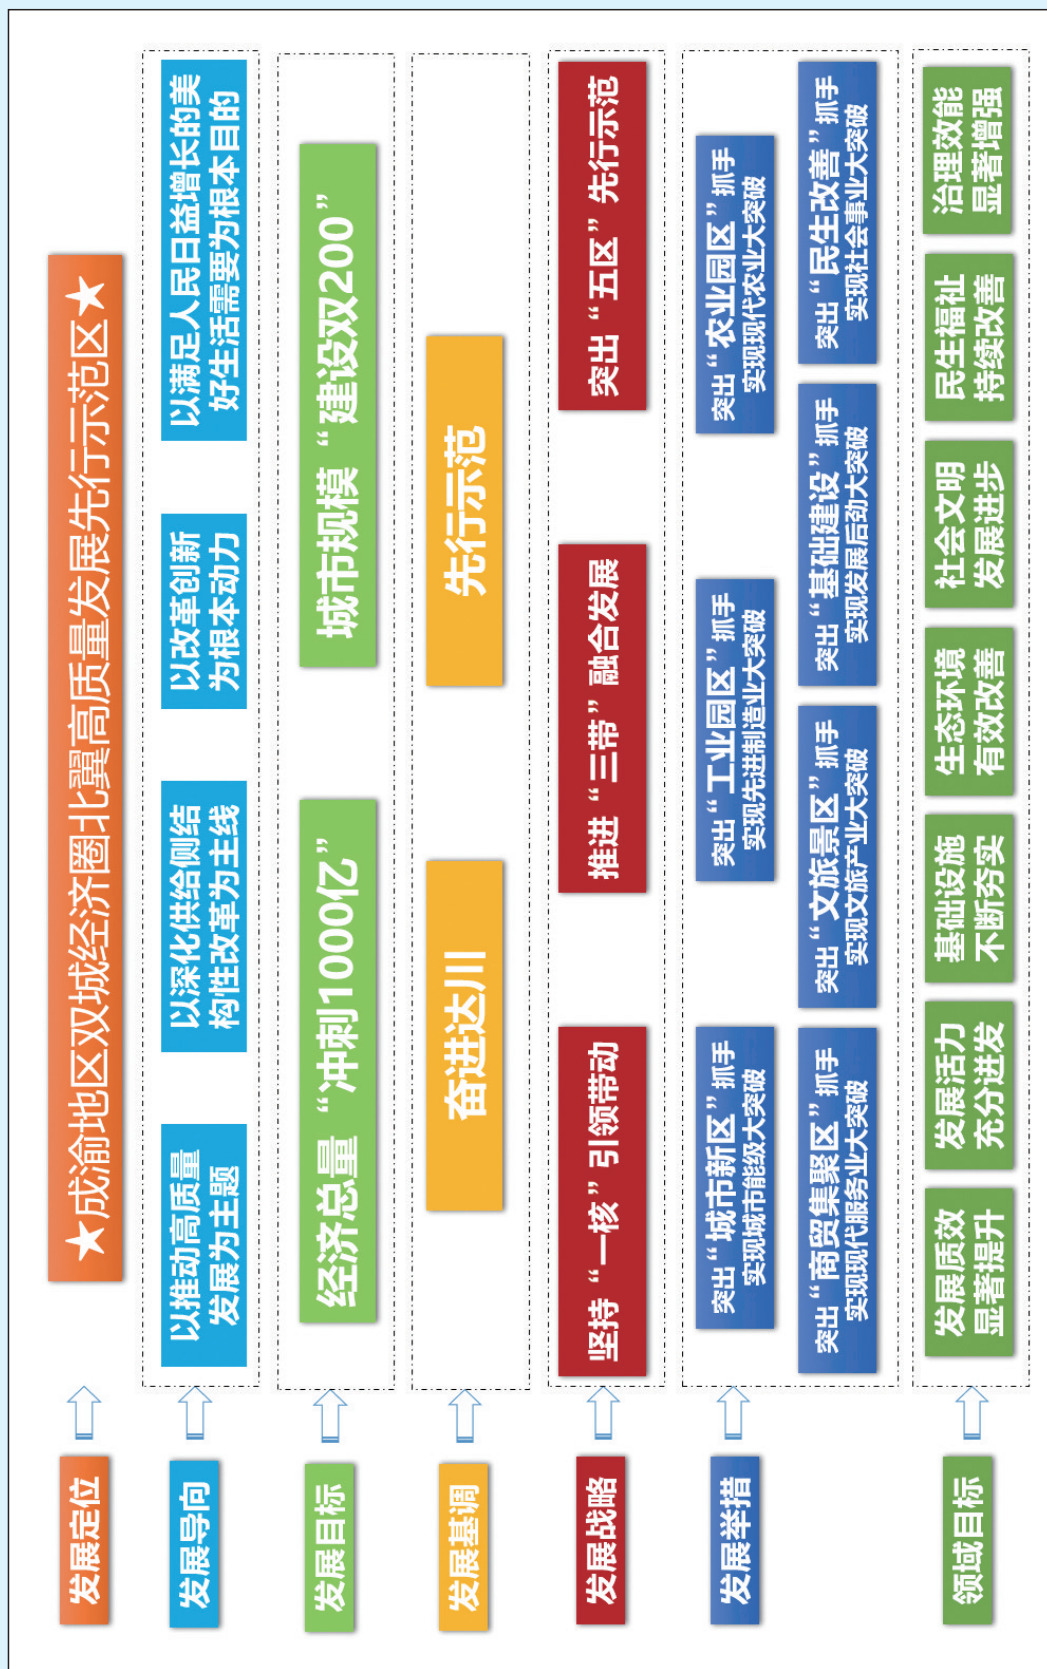 发展定位
★成渝地区双城经济圈北翼高质量发展先行示范区★
发展导向
以推动高质量
发展为主题
以深化供给侧结
构性改革为主线
以改革创新
为根本动力
以满足人民日益增长的美
好生活需要为根本目的
发展目标
经济总量“冲刺1000亿”
城市规模“建设双200”
发展基调
奋进达川
先行示范
发展战略
坚持“一核”引领带动
推进“三带”融合发展
突出“五区”先行示范
发展举措
突出“城市新区”抓手
实现城市能级大突破
突出“工业园区”抓手
实现先进制造业大突破
突出“农业园区”抓手
实现现代农业大突破
突出“商贸集聚区”抓手
实现现代服务业大突破
突出“文旅景区”抓手
实现文旅产业大突破
突出“基础建设”抓手
实现发展后劲大突破
突出“民生改善”抓手
实现社会事业大突破
领域目标
发展质效
显著提升
发展活力
充分迸发
基础设施
不断夯实
生态环境
有效改善
社会文明
发展进步
民生福祉
持续改善
治理效能
显著增强